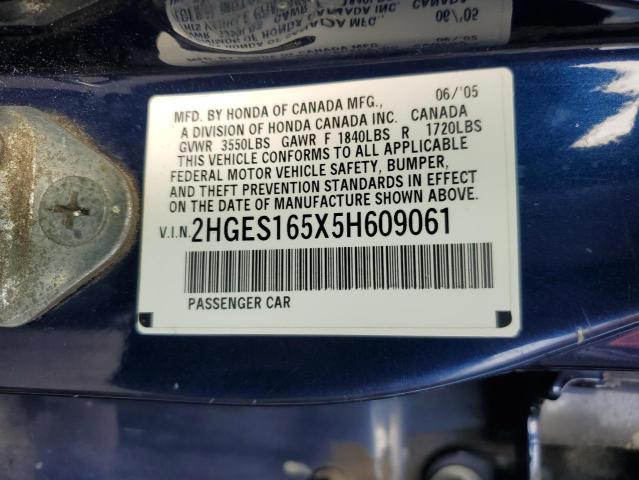 06/'05
MFD. BY HONDA OF CANADA MFG.,
A DIVISION OF HONDA CANADA INC. CANADA
GVWR 3550LBS GAWR F 1840LBS R 1720LBS
THIS VEHICLE CONFORMS TO ALL APPLICABLE
FEDERAL MOTOR VEHICLE SAFETY, BUMPER,
AND THEFT PREVENTION STANDARDS IN EFFECT
ON THE DATE OF MANUFACTURE SHOWN ABOVE.
V.I.N. 2HGES165X5H609061
PASSENGER CAR